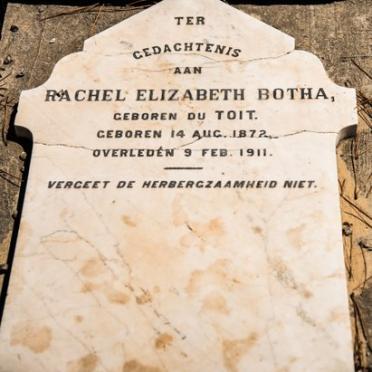 TER
GEDACHTENIS
AAN
RACHEL ELIZABETH BOTHA,
GEBOREN DU TOIT.
GEBOREN 14 AUG. 1872,
OVERLEDEN 9 FEB. 1911.
VERGEET DE HERBERGZAAMHEID NIET.